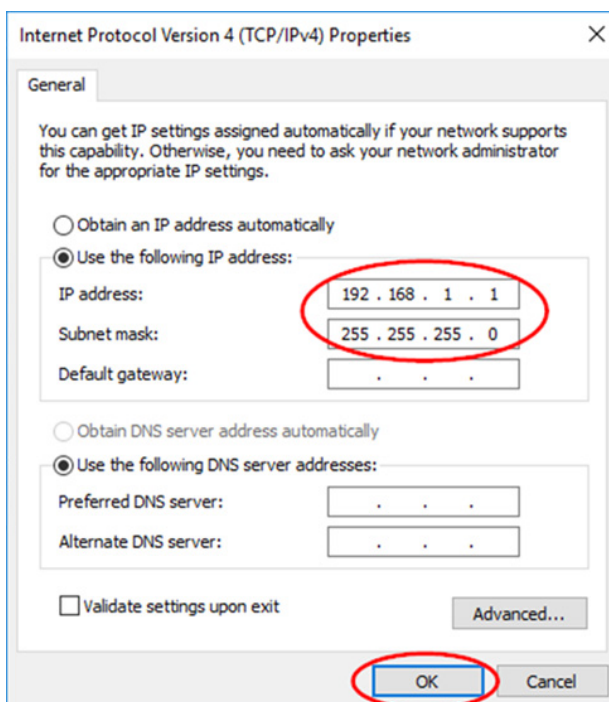 Internet Protocol Version 4 (TCP/IPv4) Properties
General
You can get IP settings assigned automatically if your network supports
this capability. Otherwise, you need to ask your network administrator
for the appropriate IP settings.
Obtain an IP address automatically
Use the following IP address:
IP address: 192 . 168 . 1 . 1
Subnet mask: 255 . 255 . 255 . 0
Default gateway: . . .
Obtain DNS server address automatically
Use the following DNS server addresses:
Preferred DNS server: . . .
Alternate DNS server: . . .
Validate settings upon exit
Advanced...
OK Cancel